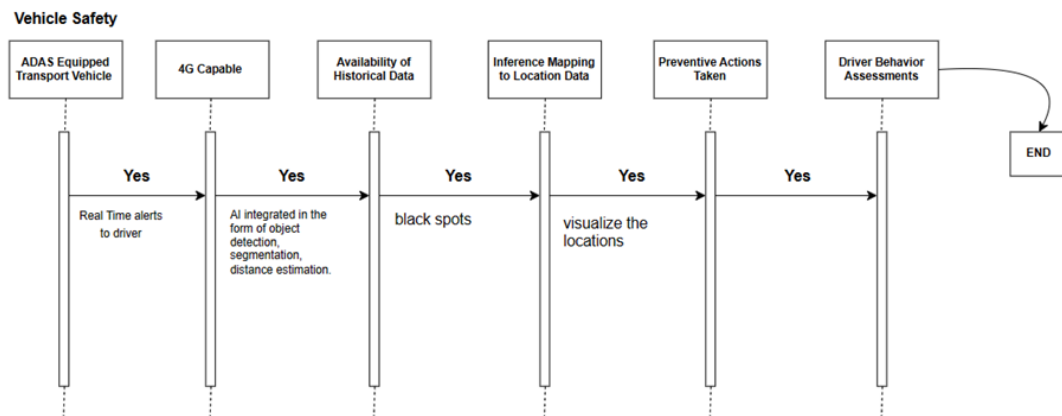 Vehicle Safety
ADAS Equipped
Transport Vehicle
4G Capable
Availability of
Historical Data
Inference Mapping
to Location Data
Preventive Actions
Taken
Driver Behavior
Assessments
END
Yes
Real Time alerts
to driver
Yes
AI integrated in the
form of object
detection,
segmentation,
distance estimation.
Yes
black spots
Yes
visualize the
locations
Yes